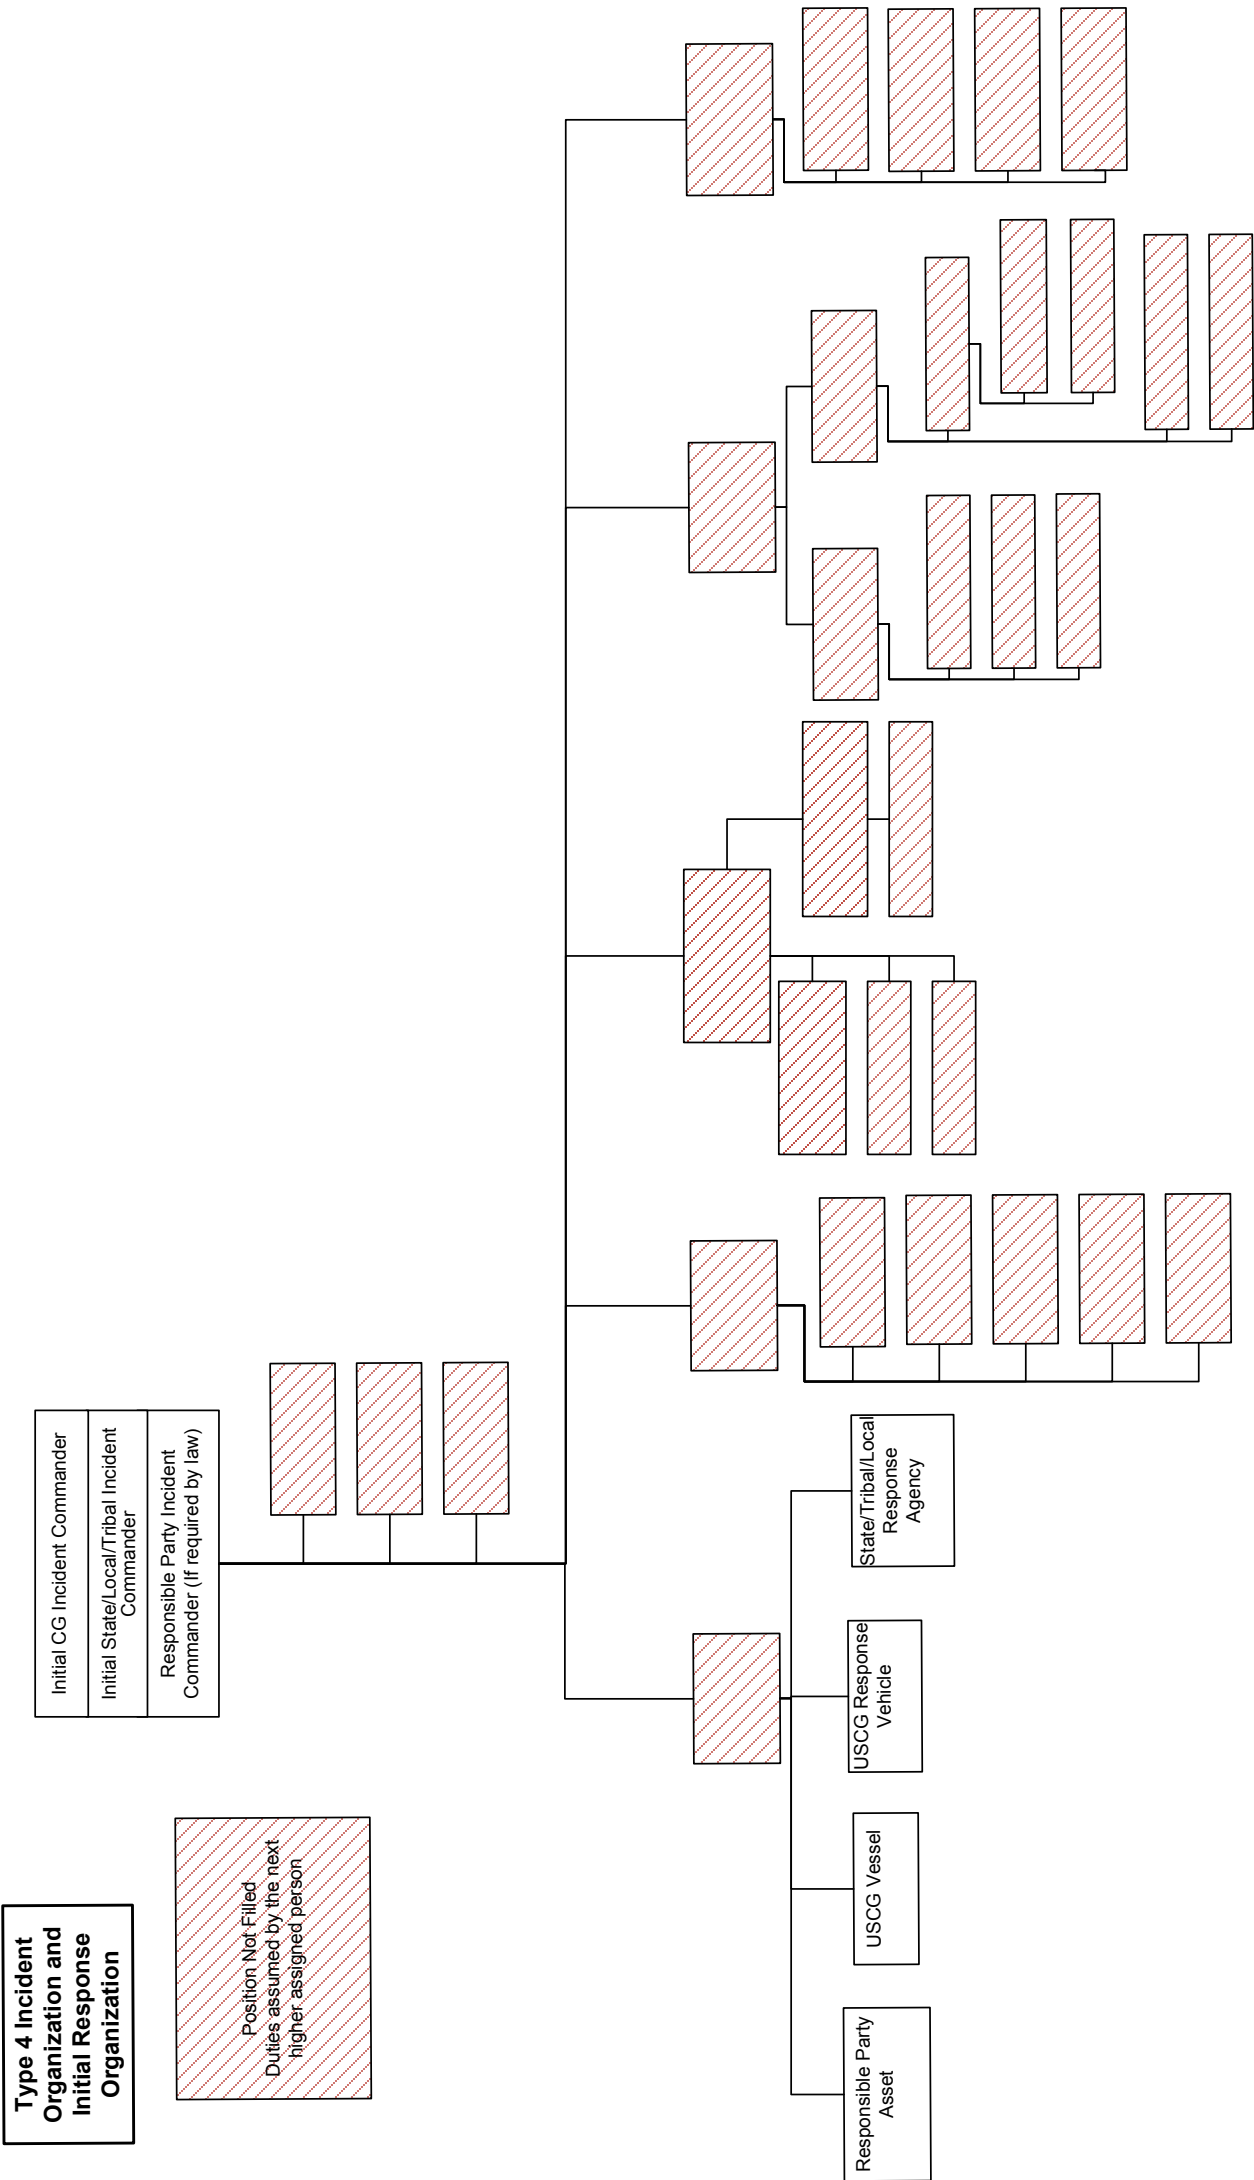 Type 4 Incident
Organization and
Initial Response
Organization
Position Not Filled
Duties assumed by the next
higher assigned person
Initial CG Incident Commander
Initial State/Local/Tribal Incident
Commander
Responsible Party Incident
Commander (If required by law)
Responsible Party
Asset
USCG Vessel
USCG Response
Vehicle
State/Tribal/Local
Response
Agency